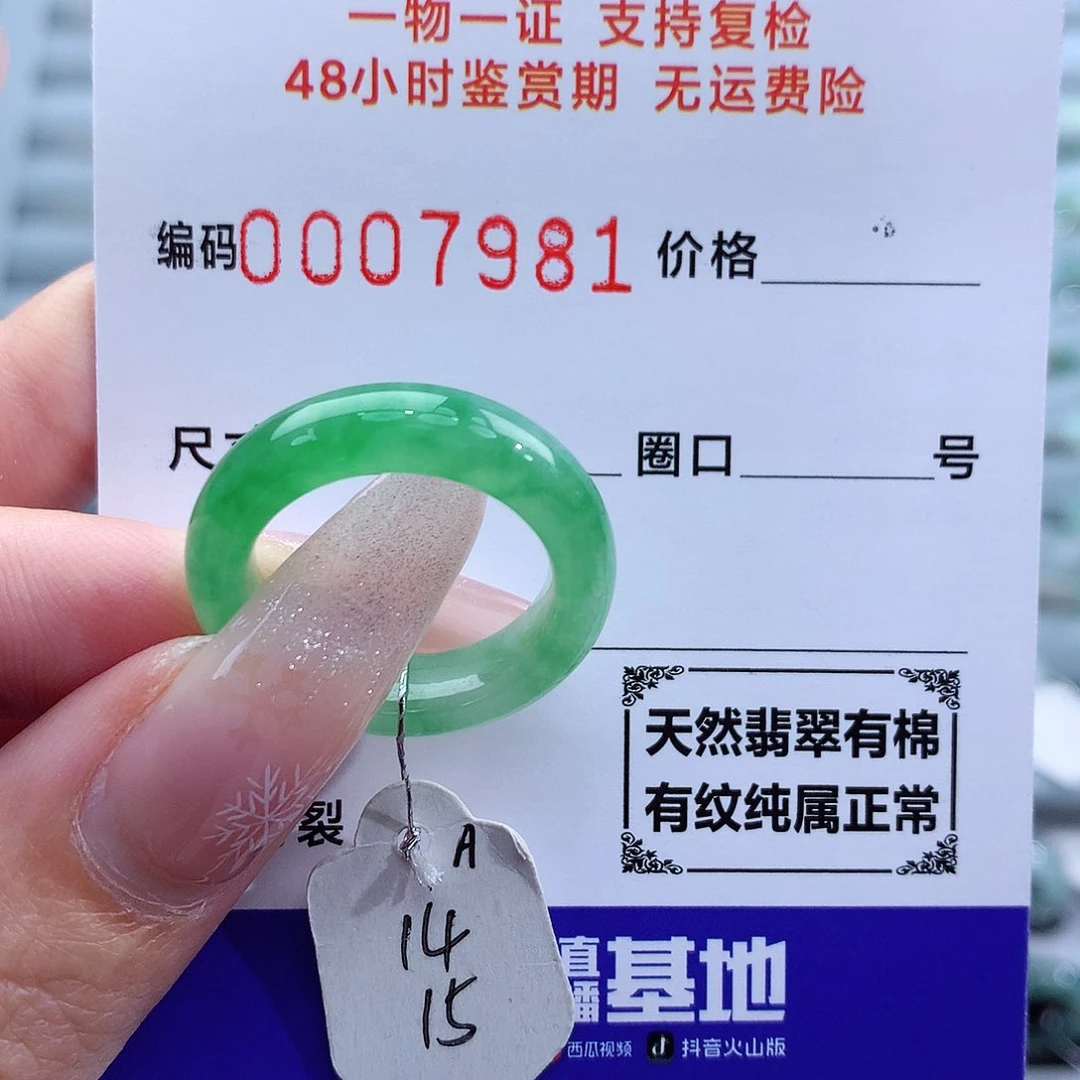 一物一证 支持复检
48小时鉴赏期 无运费险
编码0007981 价格
尺 圈口 号
天然翡翠有棉
有纹纯属正常
裂
A
14
15
直播基地
西瓜视频 抖音火山版